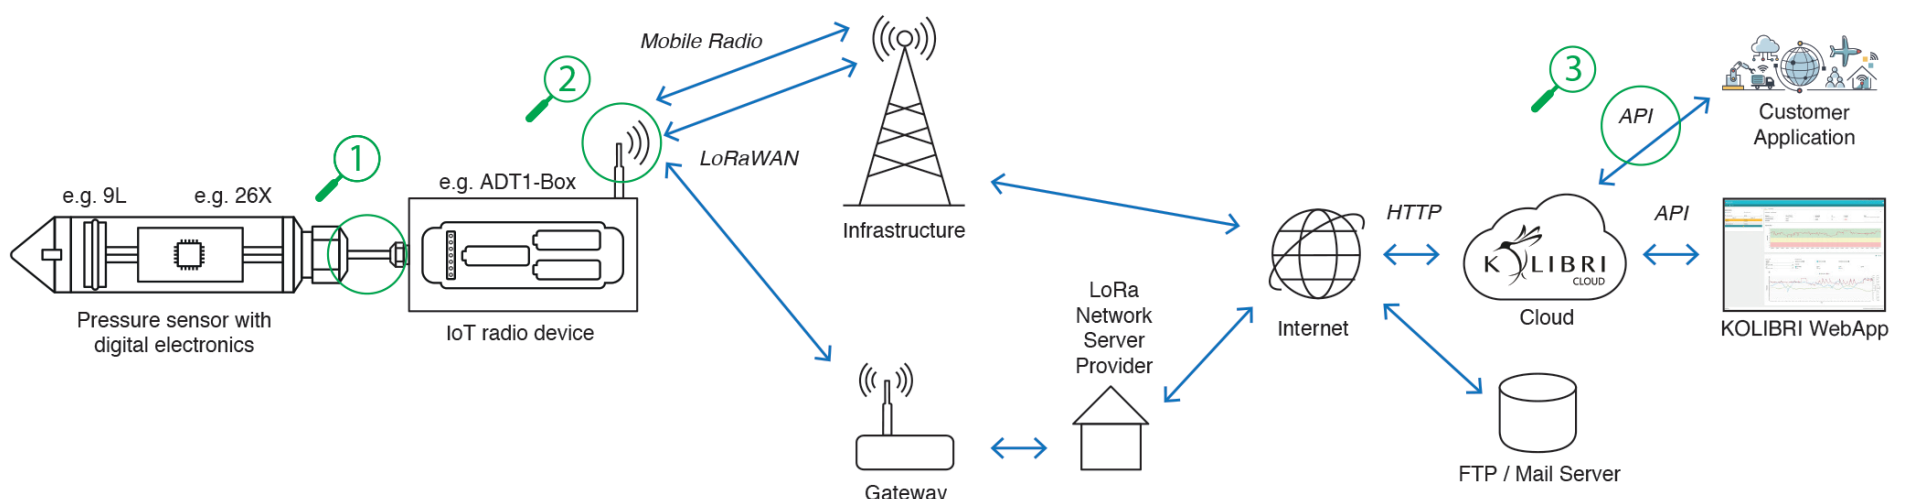 Mobile Radio
2
3
API
Customer
Application
1
LoRaWAN
e.g. 9L
e.g. 26X
e.g. ADT1-Box
Infrastructure
HTTP
API
KOLIBRI
CLOUD
Pressure sensor with
digital electronics
IoT radio device
LoRa
Network
Server
Provider
Internet
Cloud
KOLIBRI WebApp
Gateway
FTP / Mail Server